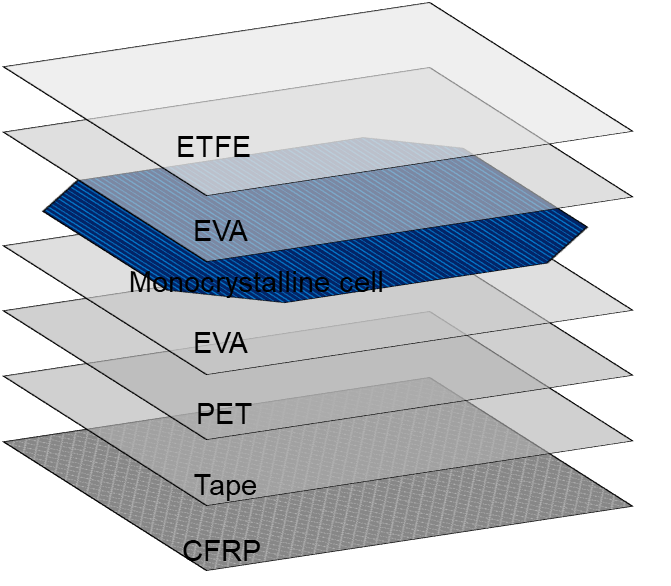 ETFE
EVA
Monocrystalline cell
EVA
PET
Tape
CFRP